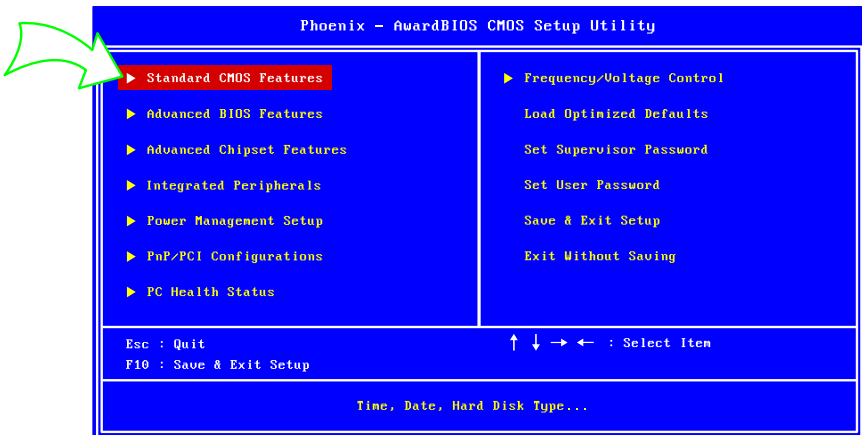 Phoenix – AwardBIOS CMOS Setup Utility
Standard CMOS Features
Advanced BIOS Features
Advanced Chipset Features
Integrated Peripherals
Power Management Setup
PnP/PCI Configurations
PC Health Status
Frequency/Voltage Control
Load Optimized Defaults
Set Supervisor Password
Set User Password
Save & Exit Setup
Exit Without Saving
Esc : Quit
F10 : Save & Exit Setup
↑ ↓ → ← : Select Item
Time, Date, Hard Disk Type...